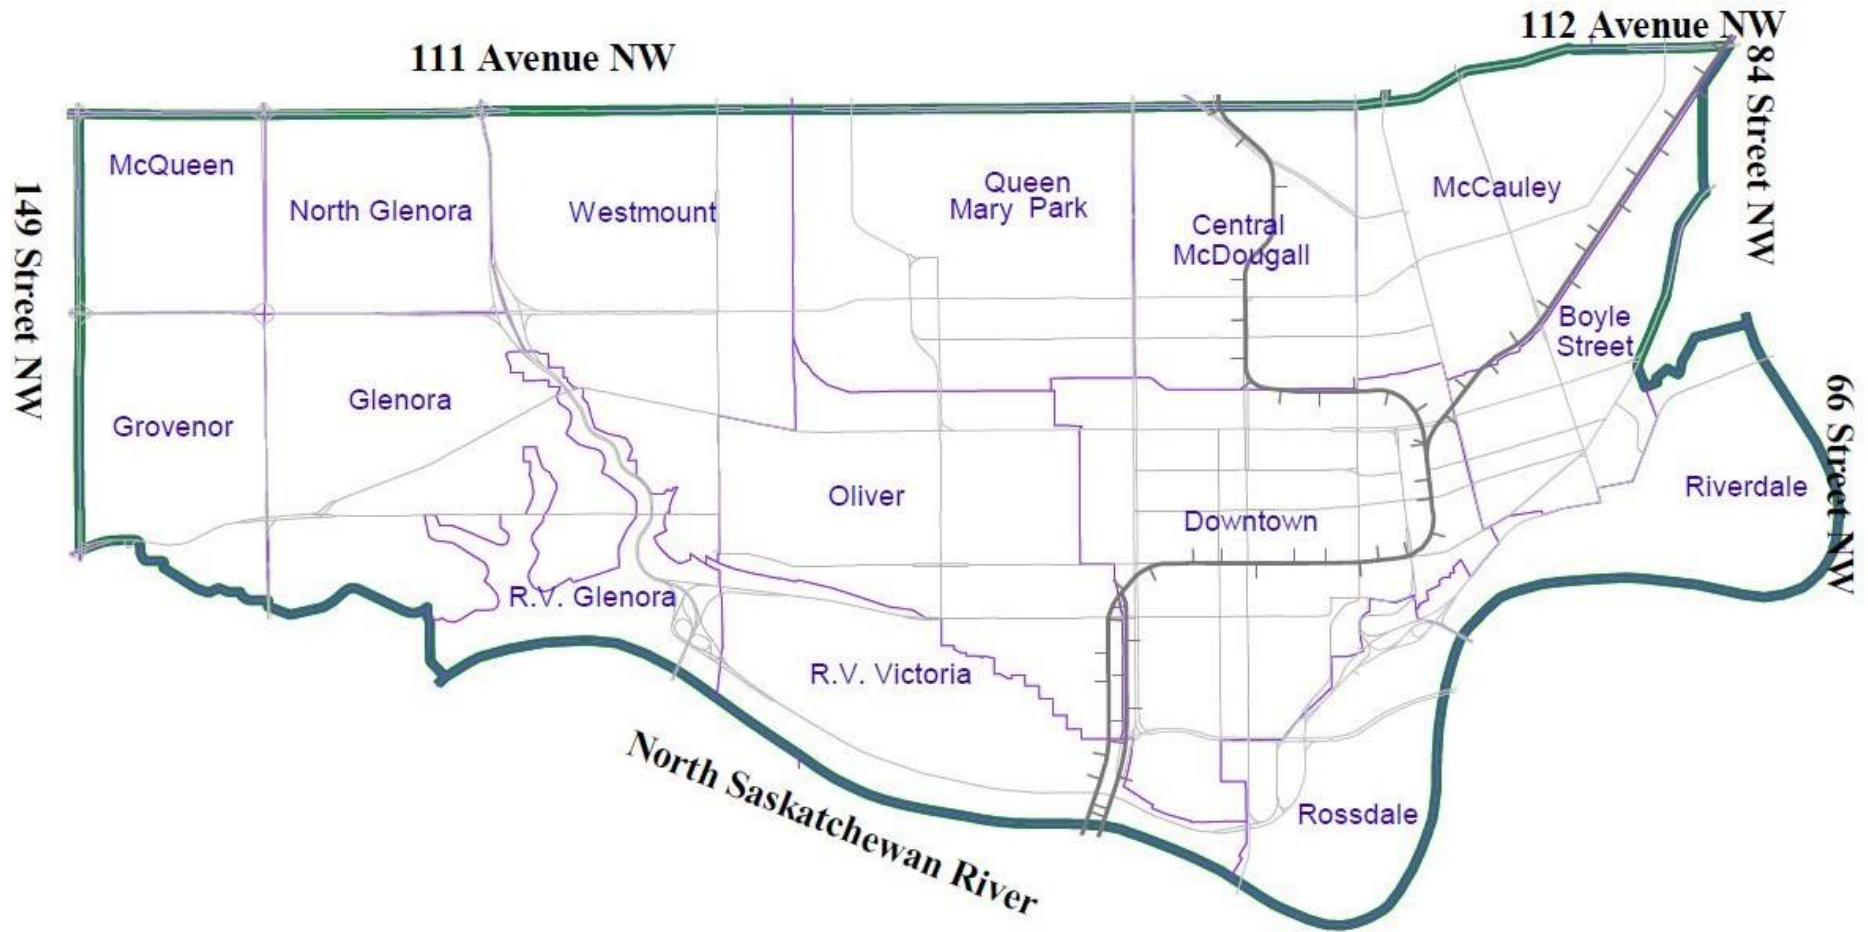 112 Avenue NW
111 Avenue NW
84 Street NW
McQueen
149 Street NW
North Glenora
Westmount
Queen
Mary Park
Central
McDougall
McCauley
Boyle
Street
Grovenor
Glenora
66 Street NW
Oliver
Downtown
Riverdale
R.V. Glenora
R.V. Victoria
North Saskatchewan River
Rossdale